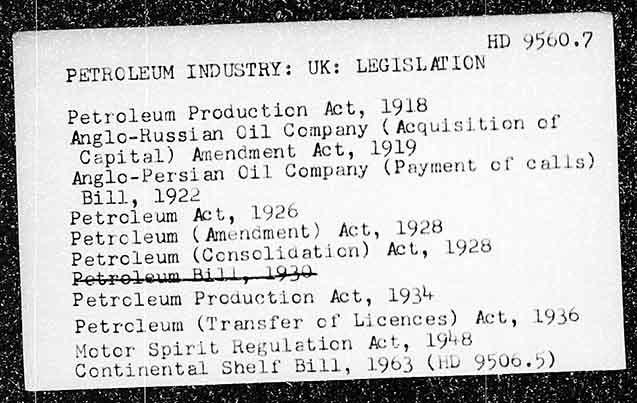 HD 9560.7
PETROLEUM INDUSTRY: UK: LEGISLATION
Petroleum Production Act, 1918
Anglo-Russian Oil Company (Acquisition of
Capital) Amendment Act, 1919
Anglo-Persian Oil Company (Payment of calls)
Bill, 1922
Petroleum Act, 1926
Petroleum (Amendment) Act, 1928
Petroleum (Consolidation) Act, 1928
Petroleum Bill, 1930
Petroleum Production Act, 1934
Petroleum (Transfer of Licences) Act, 1936
Motor Spirit Regulation Act, 1948
Continental Shelf Bill, 1963 (HD 9506.5)